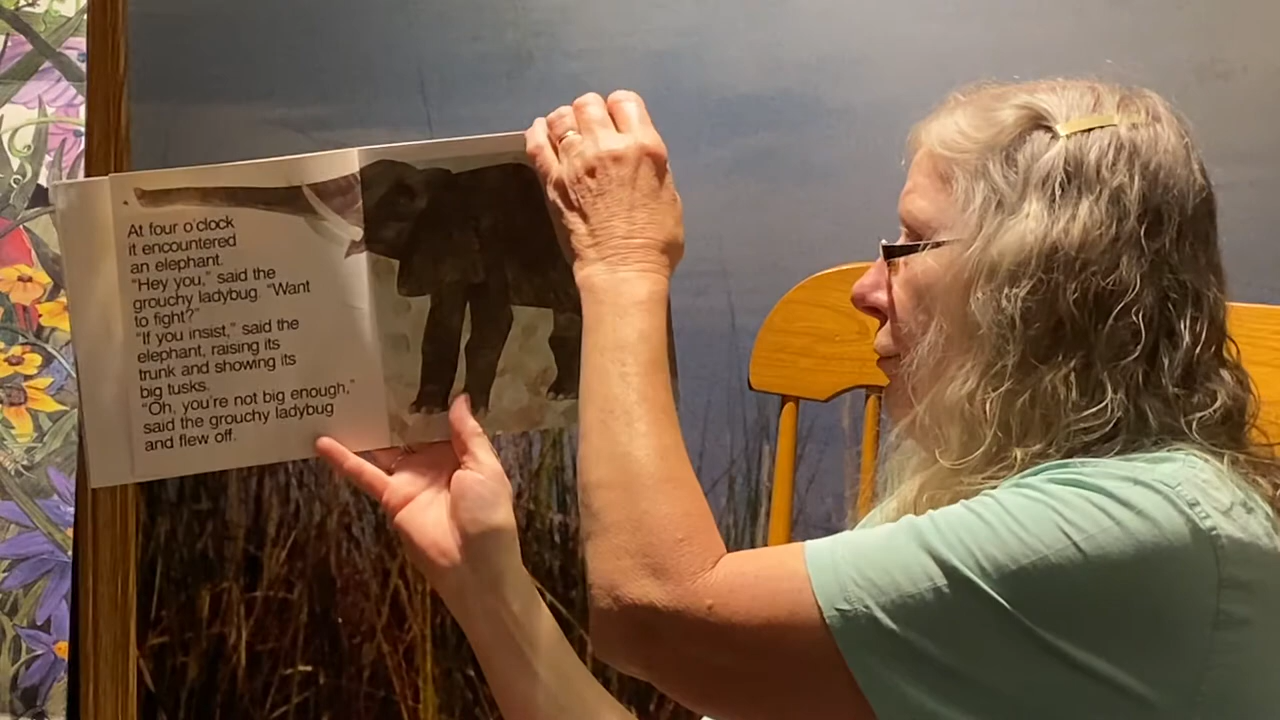 At four o'clock
it encountered
an elephant.
"Hey you," said the
grouchy ladybug. "Want
to fight?"
"If you insist," said the
elephant, raising its
trunk and showing its
big tusks.
"Oh, you're not big enough,"
said the grouchy ladybug
and flew off.